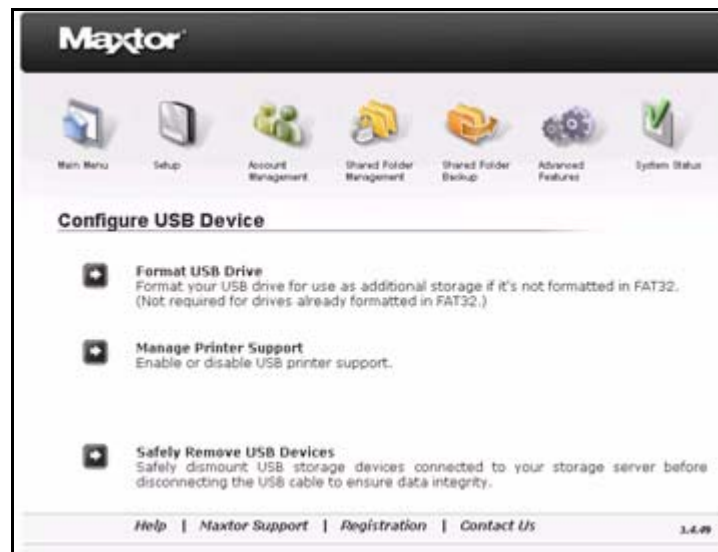 Maxtor
Main Menu
Setup
Account Management
Shared Folder Management
Shared Folder Backup
Advanced Features
System Status
Configure USB Device
Format USB Drive
Format your USB drive for use as additional storage if it's not formatted in FAT32.
(Not required for drives already formatted in FAT32.)
Manage Printer Support
Enable or disable USB printer support.
Safely Remove USB Devices
Safely dismount USB storage devices connected to your storage server before
disconnecting the USB cable to ensure data integrity.
Help | Maxtor Support | Registration | Contact Us